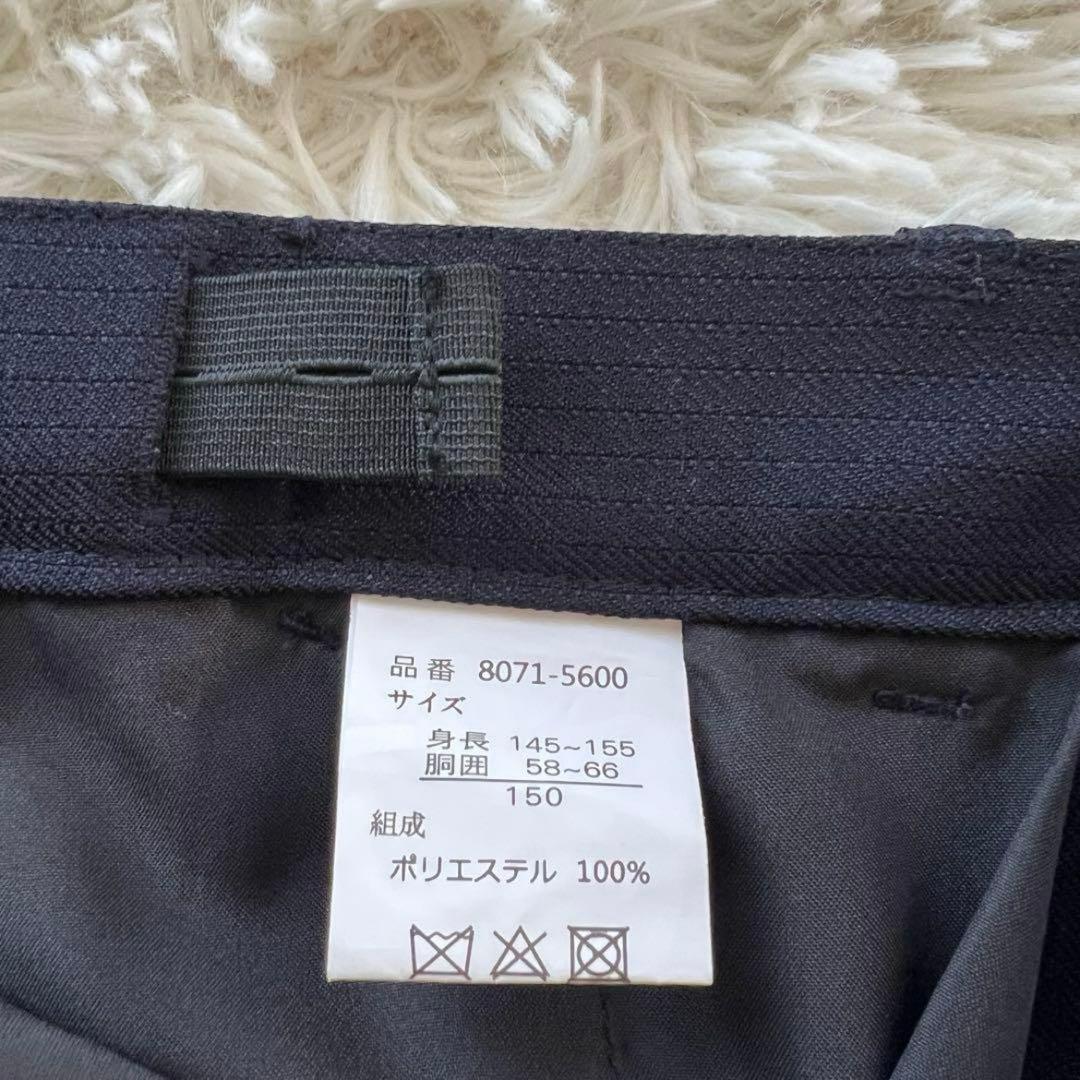 品番 8071-5600
サイズ
身長 145~155
胴囲 58~66
150
組成
ポリエステル 100%